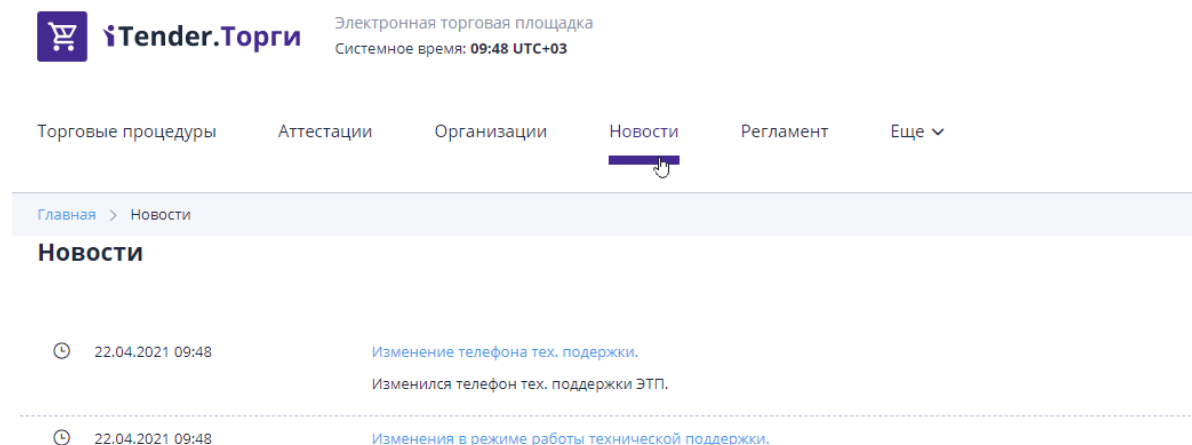 iTender.Торги
Электронная торговая площадка
Системное время: 09:48 UTC+03
Торговые процедуры Аттестации Организации Новости Регламент Еще
Главная > Новости
Новости
22.04.2021 09:48 Изменение телефона тех. подержки.
Изменился телефон тех. поддержки ЭТП.
22.04.2021 09:48 Изменения в режиме работы технической поддержки.